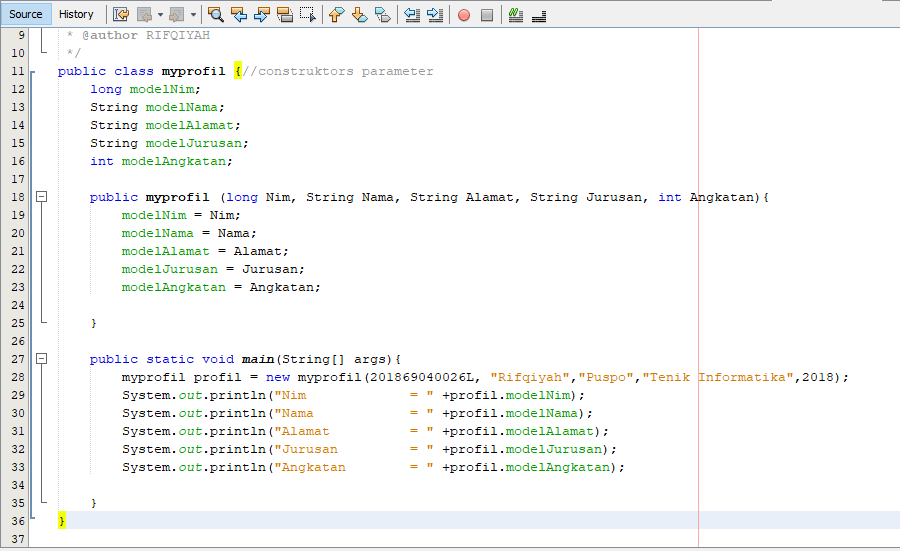 Source History
9 * @author RIFQIYAH
10 */
11 public class myprofil {//construktors parameter
12 long modelNim;
13 String modelNama;
14 String modelAlamat;
15 String modelJurusan;
16 int modelAngkatan;
17
18 public myprofil (long Nim, String Nama, String Alamat, String Jurusan, int Angkatan){
19 modelNim = Nim;
20 modelNama = Nama;
21 modelAlamat = Alamat;
22 modelJurusan = Jurusan;
23 modelAngkatan = Angkatan;
24
25 }
26
27 public static void main(String[] args){
28 myprofil profil = new myprofil(201869040026L, "Rifqiyah","Puspo","Tenik Informatika",2018);
29 System.out.println("Nim             = " +profil.modelNim);
30 System.out.println("Nama            = " +profil.modelNama);
31 System.out.println("Alamat          = " +profil.modelAlamat);
32 System.out.println("Jurusan         = " +profil.modelJurusan);
33 System.out.println("Angkatan        = " +profil.modelAngkatan);
34
35 }
36 }
37